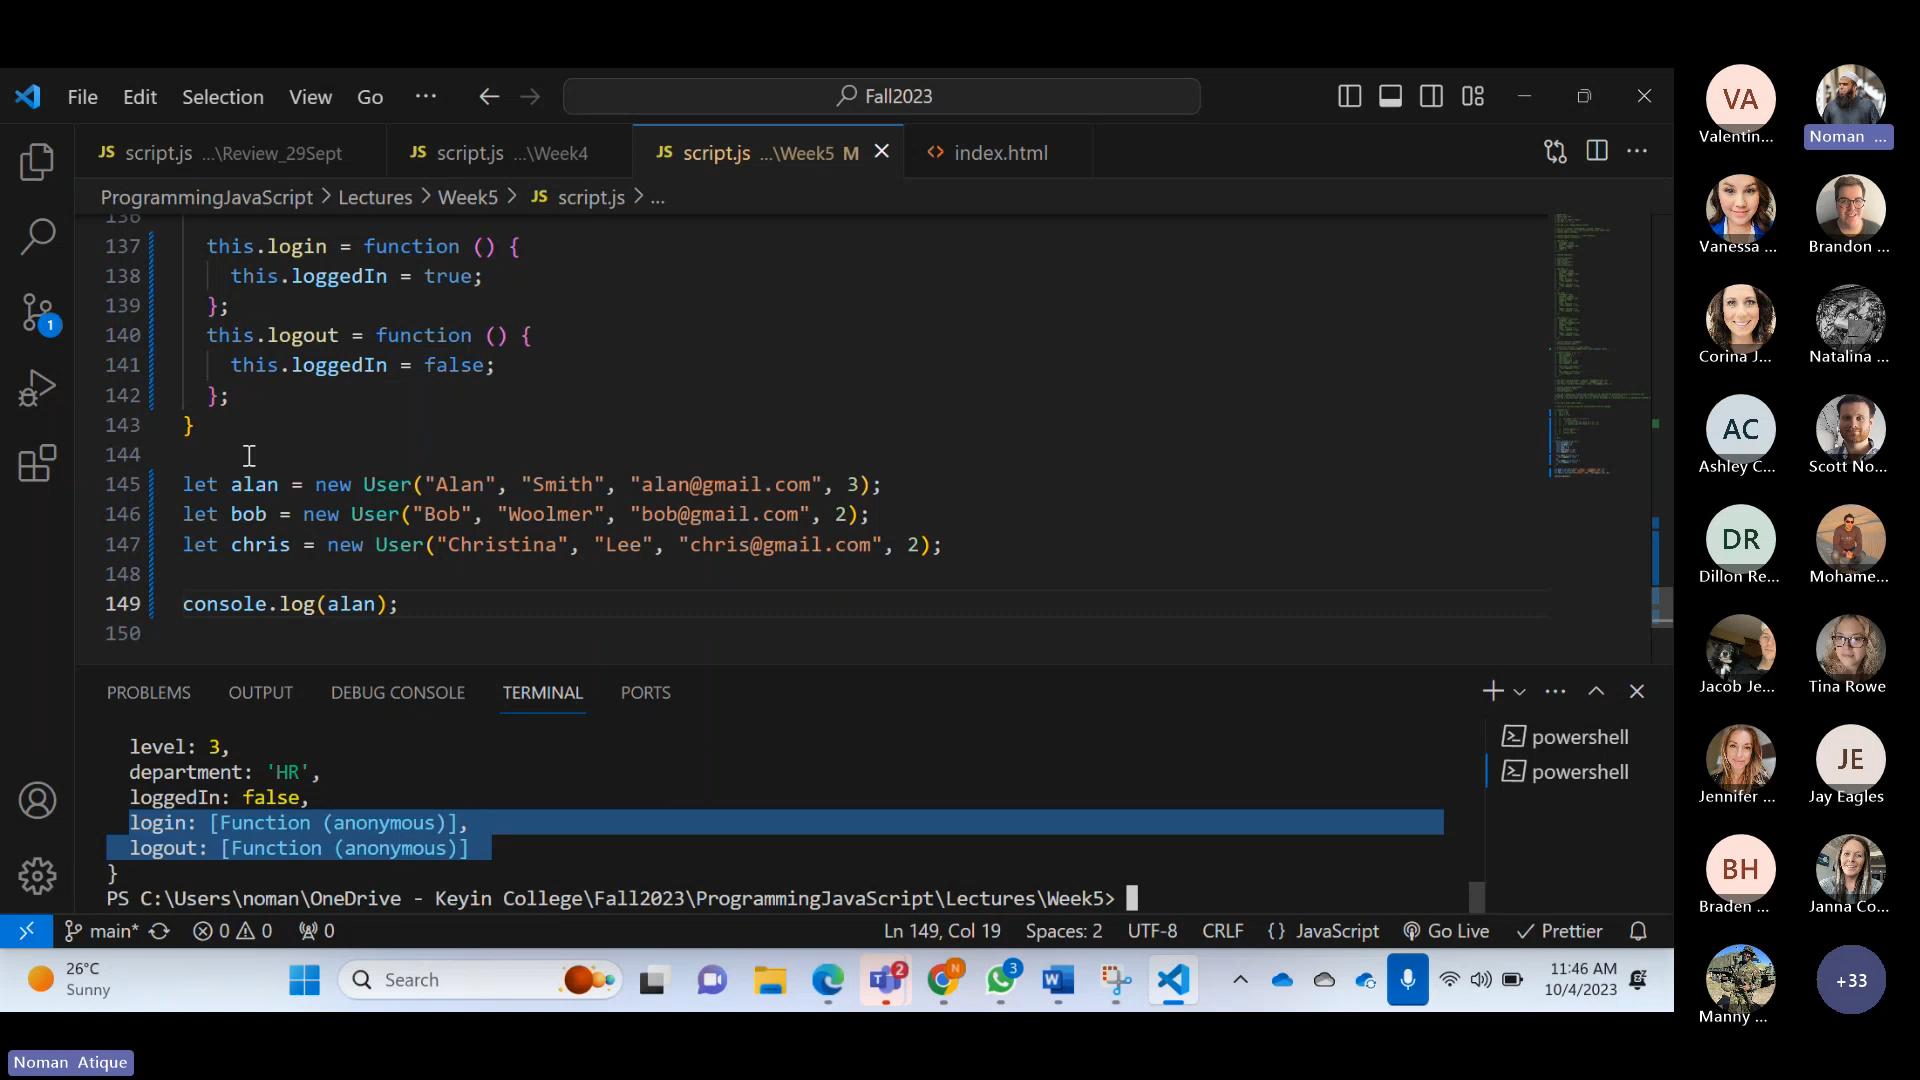 File Edit Selection View Go ··· Fall2023
JS script.js ...\Review_29Sept JS script.js ...\Week4 JS script.js ...\Week5 M <> index.html
ProgrammingJavaScript > Lectures > Week5 > JS script.js > ...
136
137 this.login = function () {
138 this.loggedIn = true;
139 };
140 this.logout = function () {
141 this.loggedIn = false;
142 };
143 }
144
145 let alan = new User("Alan", "Smith", "alan@gmail.com", 3);
146 let bob = new User("Bob", "Woolmer", "bob@gmail.com", 2);
147 let chris = new User("Christina", "Lee", "chris@gmail.com", 2);
148
149 console.log(alan);
150
1
PROBLEMS OUTPUT DEBUG CONSOLE TERMINAL PORTS
level: 3,
department: 'HR',
loggedIn: false,
login: [Function (anonymous)],
logout: [Function (anonymous)]
}
PS C:\Users\noman\OneDrive - Keyin College\Fall2023\ProgrammingJavaScript\Lectures\Week5>
powershell
powershell
main* 0 0 0 Ln 149, Col 19 Spaces: 2 UTF-8 CRLF {} JavaScript Go Live Prettier
26°C
Sunny
Search
2
N
3
11:46 AM
10/4/2023
Noman Atique
VA
Valentin... Noman ...
Vanessa ... Brandon ...
Corina J... Natalina ...
AC
Ashley C... Scott No...
DR
Dillon Re... Mohame...
Jacob Je... Tina Rowe
JE
Jennifer ... Jay Eagles
BH
Braden ... Janna Co...
+33
Manny ...